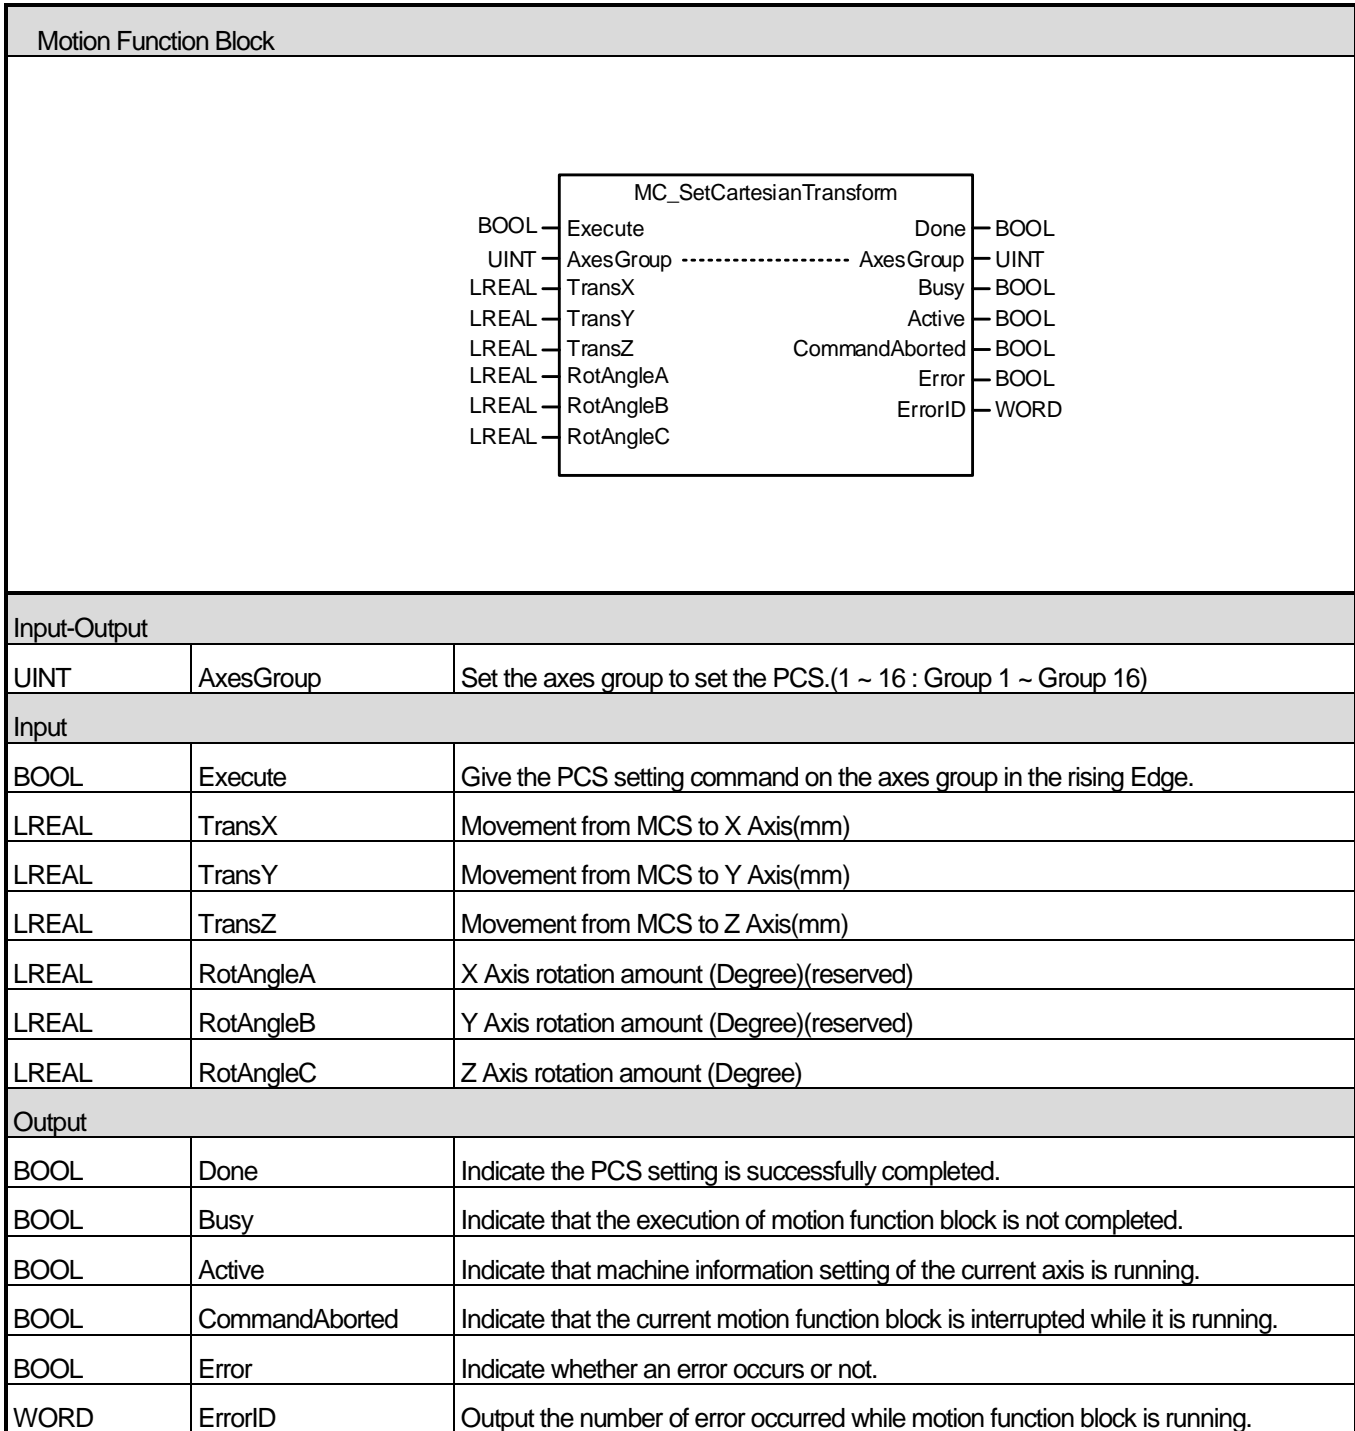 Motion Function Block
MC_SetCartesianTransform
BOOL Execute Done BOOL
UINT AxesGroup AxesGroup UINT
LREAL TransX Busy BOOL
LREAL TransY Active BOOL
LREAL TransZ CommandAborted BOOL
LREAL RotAngleA Error BOOL
LREAL RotAngleB ErrorID WORD
LREAL RotAngleC
Input-Output
UINT AxesGroup Set the axes group to set the PCS.(1 ~ 16 : Group 1 ~ Group 16)
Input
BOOL Execute Give the PCS setting command on the axes group in the rising Edge.
LREAL TransX Movement from MCS to X Axis(mm)
LREAL TransY Movement from MCS to Y Axis(mm)
LREAL TransZ Movement from MCS to Z Axis(mm)
LREAL RotAngleA X Axis rotation amount (Degree)(reserved)
LREAL RotAngleB Y Axis rotation amount (Degree)(reserved)
LREAL RotAngleC Z Axis rotation amount (Degree)
Output
BOOL Done Indicate the PCS setting is successfully completed.
BOOL Busy Indicate that the execution of motion function block is not completed.
BOOL Active Indicate that machine information setting of the current axis is running.
BOOL CommandAborted Indicate that the current motion function block is interrupted while it is running.
BOOL Error Indicate whether an error occurs or not.
WORD ErrorID Output the number of error occurred while motion function block is running.